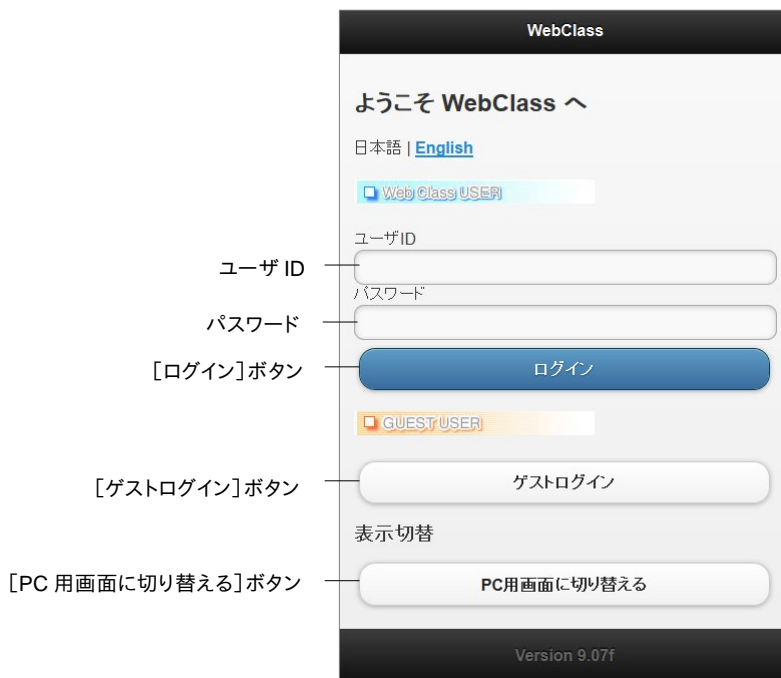 WebClass
ようこそ WebClass へ
日本語 | English
Web Class USER
ユーザID
ユーザ ID
パスワード
パスワード
［ログイン］ボタン
ログイン
GUEST USER
［ゲストログイン］ボタン
ゲストログイン
表示切替
［PC 用画面に切り替える］ボタン
PC用画面に切り替える
Version 9.07f